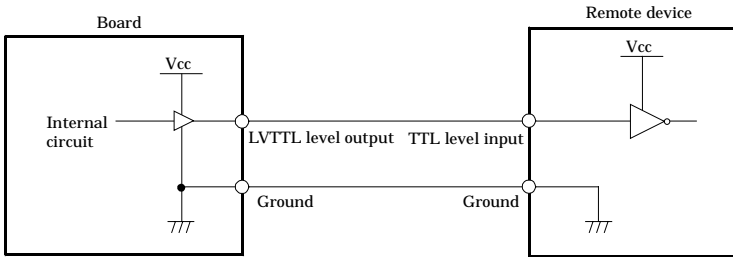 Board
Remote device
Vcc
Vcc
Internal
circuit
LVTTL level output
TTL level input
Ground
Ground